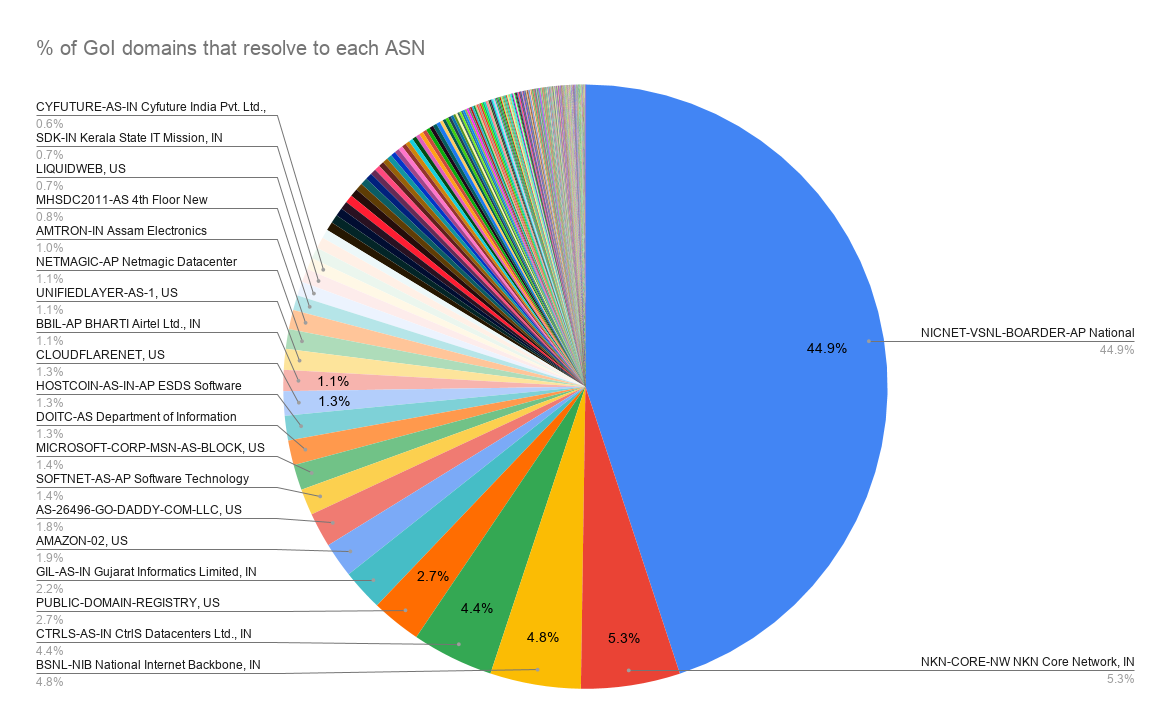 % of GoI domains that resolve to each ASN
CYFUTURE-AS-IN Cyfuture India Pvt. Ltd.,
0.6%
SDK-IN Kerala State IT Mission, IN
0.7%
LIQUIDWEB, US
0.7%
MHSDC2011-AS 4th Floor New
0.8%
AMTRON-IN Assam Electronics
1.0%
NETMAGIC-AP Netmagic Datacenter
1.1%
UNIFIEDLAYER-AS-1, US
1.1%
BBIL-AP BHARTI Airtel Ltd., IN
1.1%
CLOUDFLARENET, US
1.3%
HOSTCOIN-AS-IN-AP ESDS Software
1.3%
DOITC-AS Department of Information
1.3%
MICROSOFT-CORP-MSN-AS-BLOCK, US
1.4%
SOFTNET-AS-AP Software Technology
1.4%
AS-26496-GO-DADDY-COM-LLC, US
1.8%
AMAZON-02, US
1.9%
GIL-AS-IN Gujarat Informatics Limited, IN
2.2%
PUBLIC-DOMAIN-REGISTRY, US
2.7%
CTRLS-AS-IN CtrlS Datacenters Ltd., IN
4.4%
BSNL-NIB National Internet Backbone, IN
4.8%
1.1%
1.3%
2.7%
4.4%
4.8%
5.3%
44.9%
NICNET-VSNL-BOARDER-AP National
44.9%
NKN-CORE-NW NKN Core Network, IN
5.3%